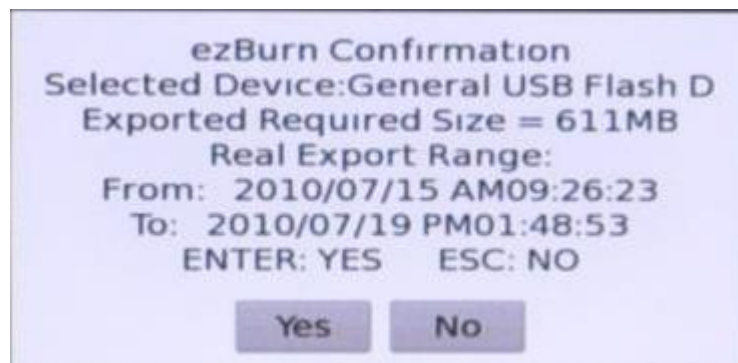 ezBurn Confirmation
Selected Device:General USB Flash D
Exported Required Size = 611MB
Real Export Range:
From: 2010/07/15 AM09:26:23
To: 2010/07/19 PM01:48:53
ENTER: YES ESC: NO
Yes No